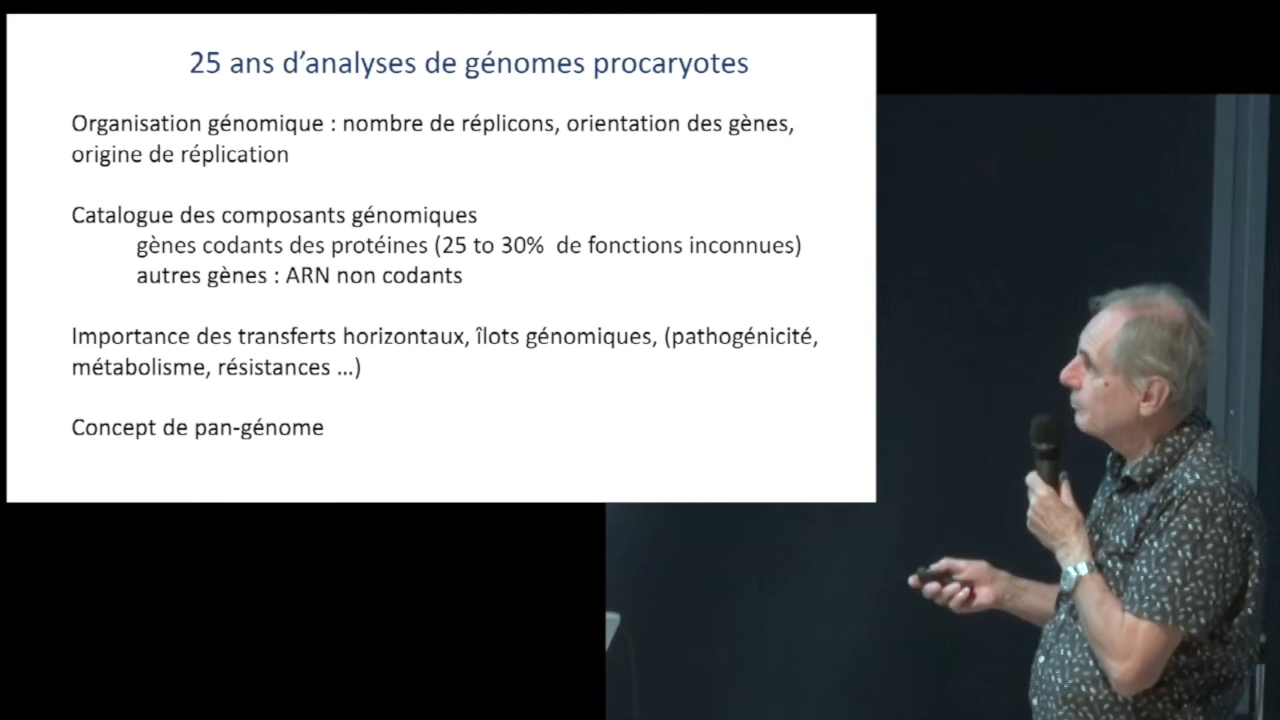 25 ans d’analyses de génomes procaryotes
Organisation génomique : nombre de réplicons, orientation des gènes,
origine de réplication
Catalogue des composants génomiques
gènes codants des protéines (25 to 30% de fonctions inconnues)
autres gènes : ARN non codants
Importance des transferts horizontaux, îlots génomiques, (pathogénicité,
métabolisme, résistances ...)
Concept de pan-génome